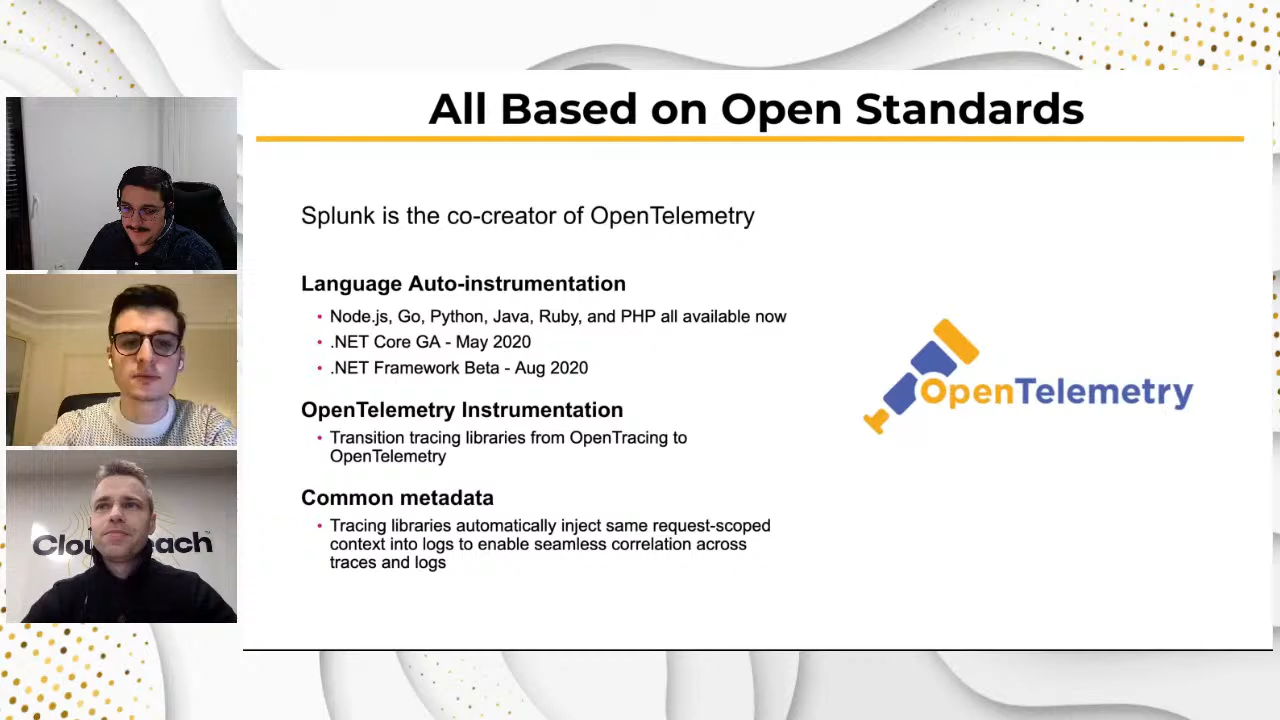 All Based on Open Standards
Splunk is the co-creator of OpenTelemetry
Language Auto-instrumentation
• Node.js, Go, Python, Java, Ruby, and PHP all available now
• .NET Core GA - May 2020
• .NET Framework Beta - Aug 2020
OpenTelemetry Instrumentation
• Transition tracing libraries from OpenTracing to
OpenTelemetry
Common metadata
• Tracing libraries automatically inject same request-scoped
context into logs to enable seamless correlation across
traces and logs
OpenTelemetry